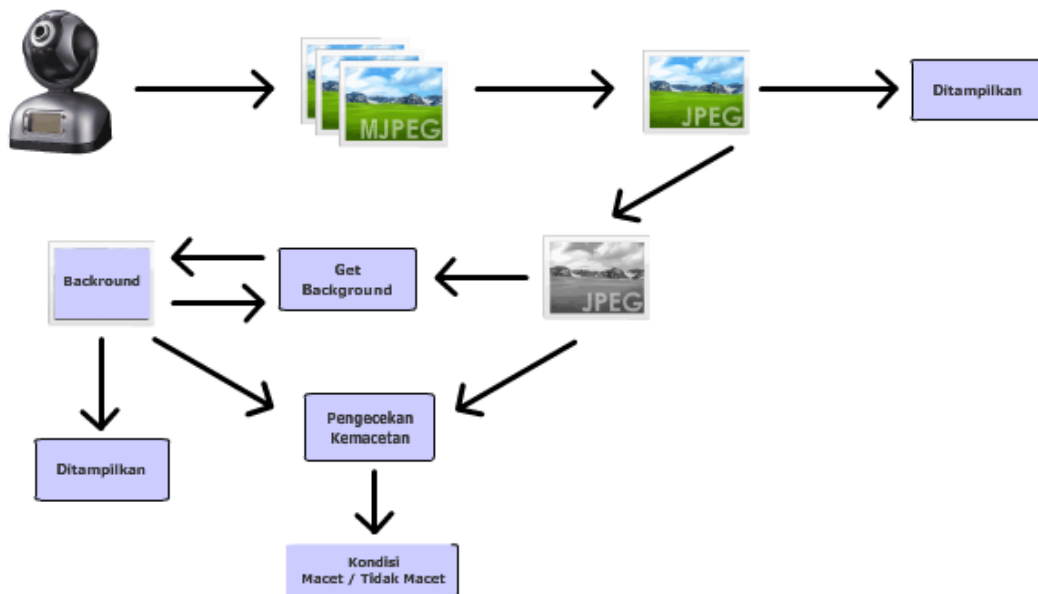 MJPEG
JPEG
Ditampilkan
Backround
Get
Background
JPEG
Pengecekan
Kemacetan
Ditampilkan
Kondisi
Macet / Tidak Macet